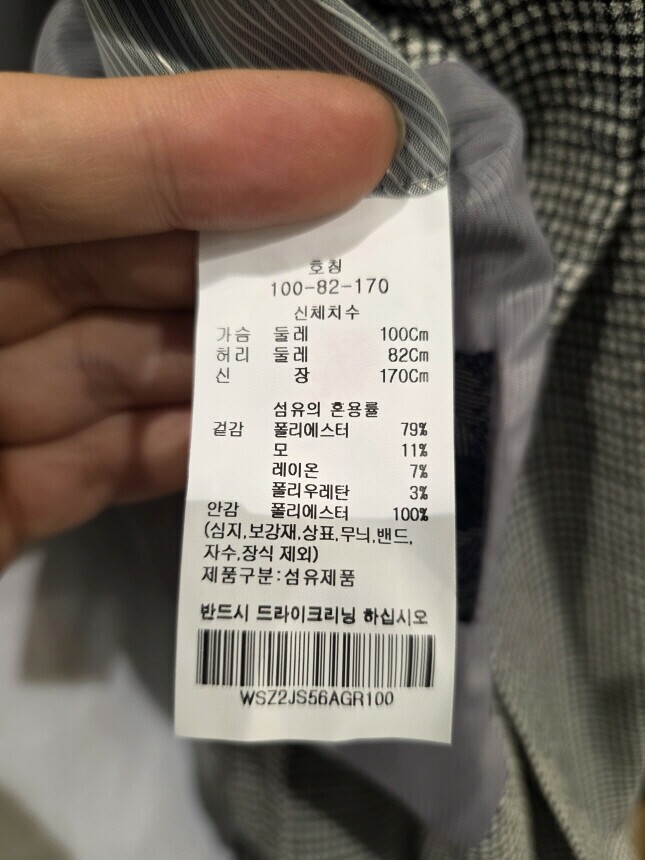 호칭
100-82-170
신체치수
가슴 둘레 100Cm
허리 둘레 82Cm
신 장 170Cm
섬유의 혼용률
겉감 폴리에스터 79%
모 11%
레이온 7%
폴리우레탄 3%
안감 폴리에스터 100%
(심지,보강재,상표,무늬,밴드,
자수,장식 제외)
제품구분:섬유제품
반드시 드라이크리닝 하십시오
WSZ2JS56AGR100